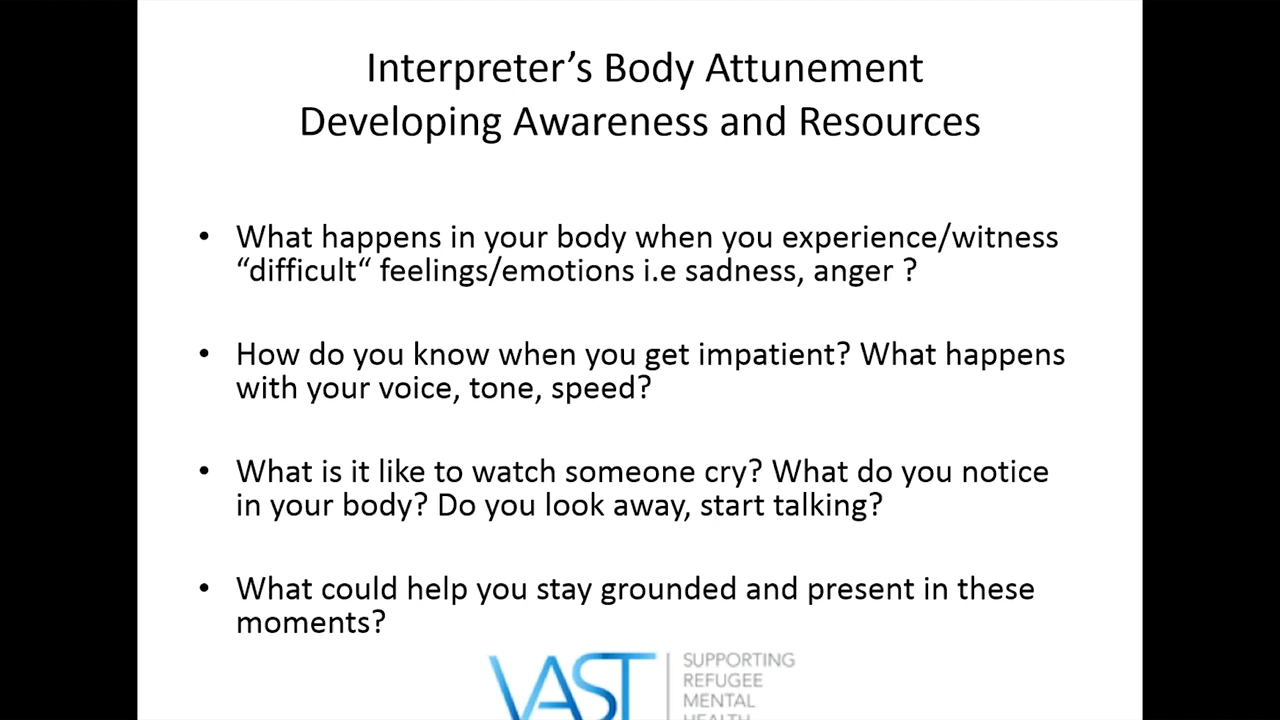 Interpreter’s Body Attunement
Developing Awareness and Resources
• What happens in your body when you experience/witness
“difficult“ feelings/emotions i.e sadness, anger ?
• How do you know when you get impatient? What happens
with your voice, tone, speed?
• What is it like to watch someone cry? What do you notice
in your body? Do you look away, start talking?
• What could help you stay grounded and present in these
moments?
VAST
SUPPORTING
REFUGEE
MENTAL
HEALTH